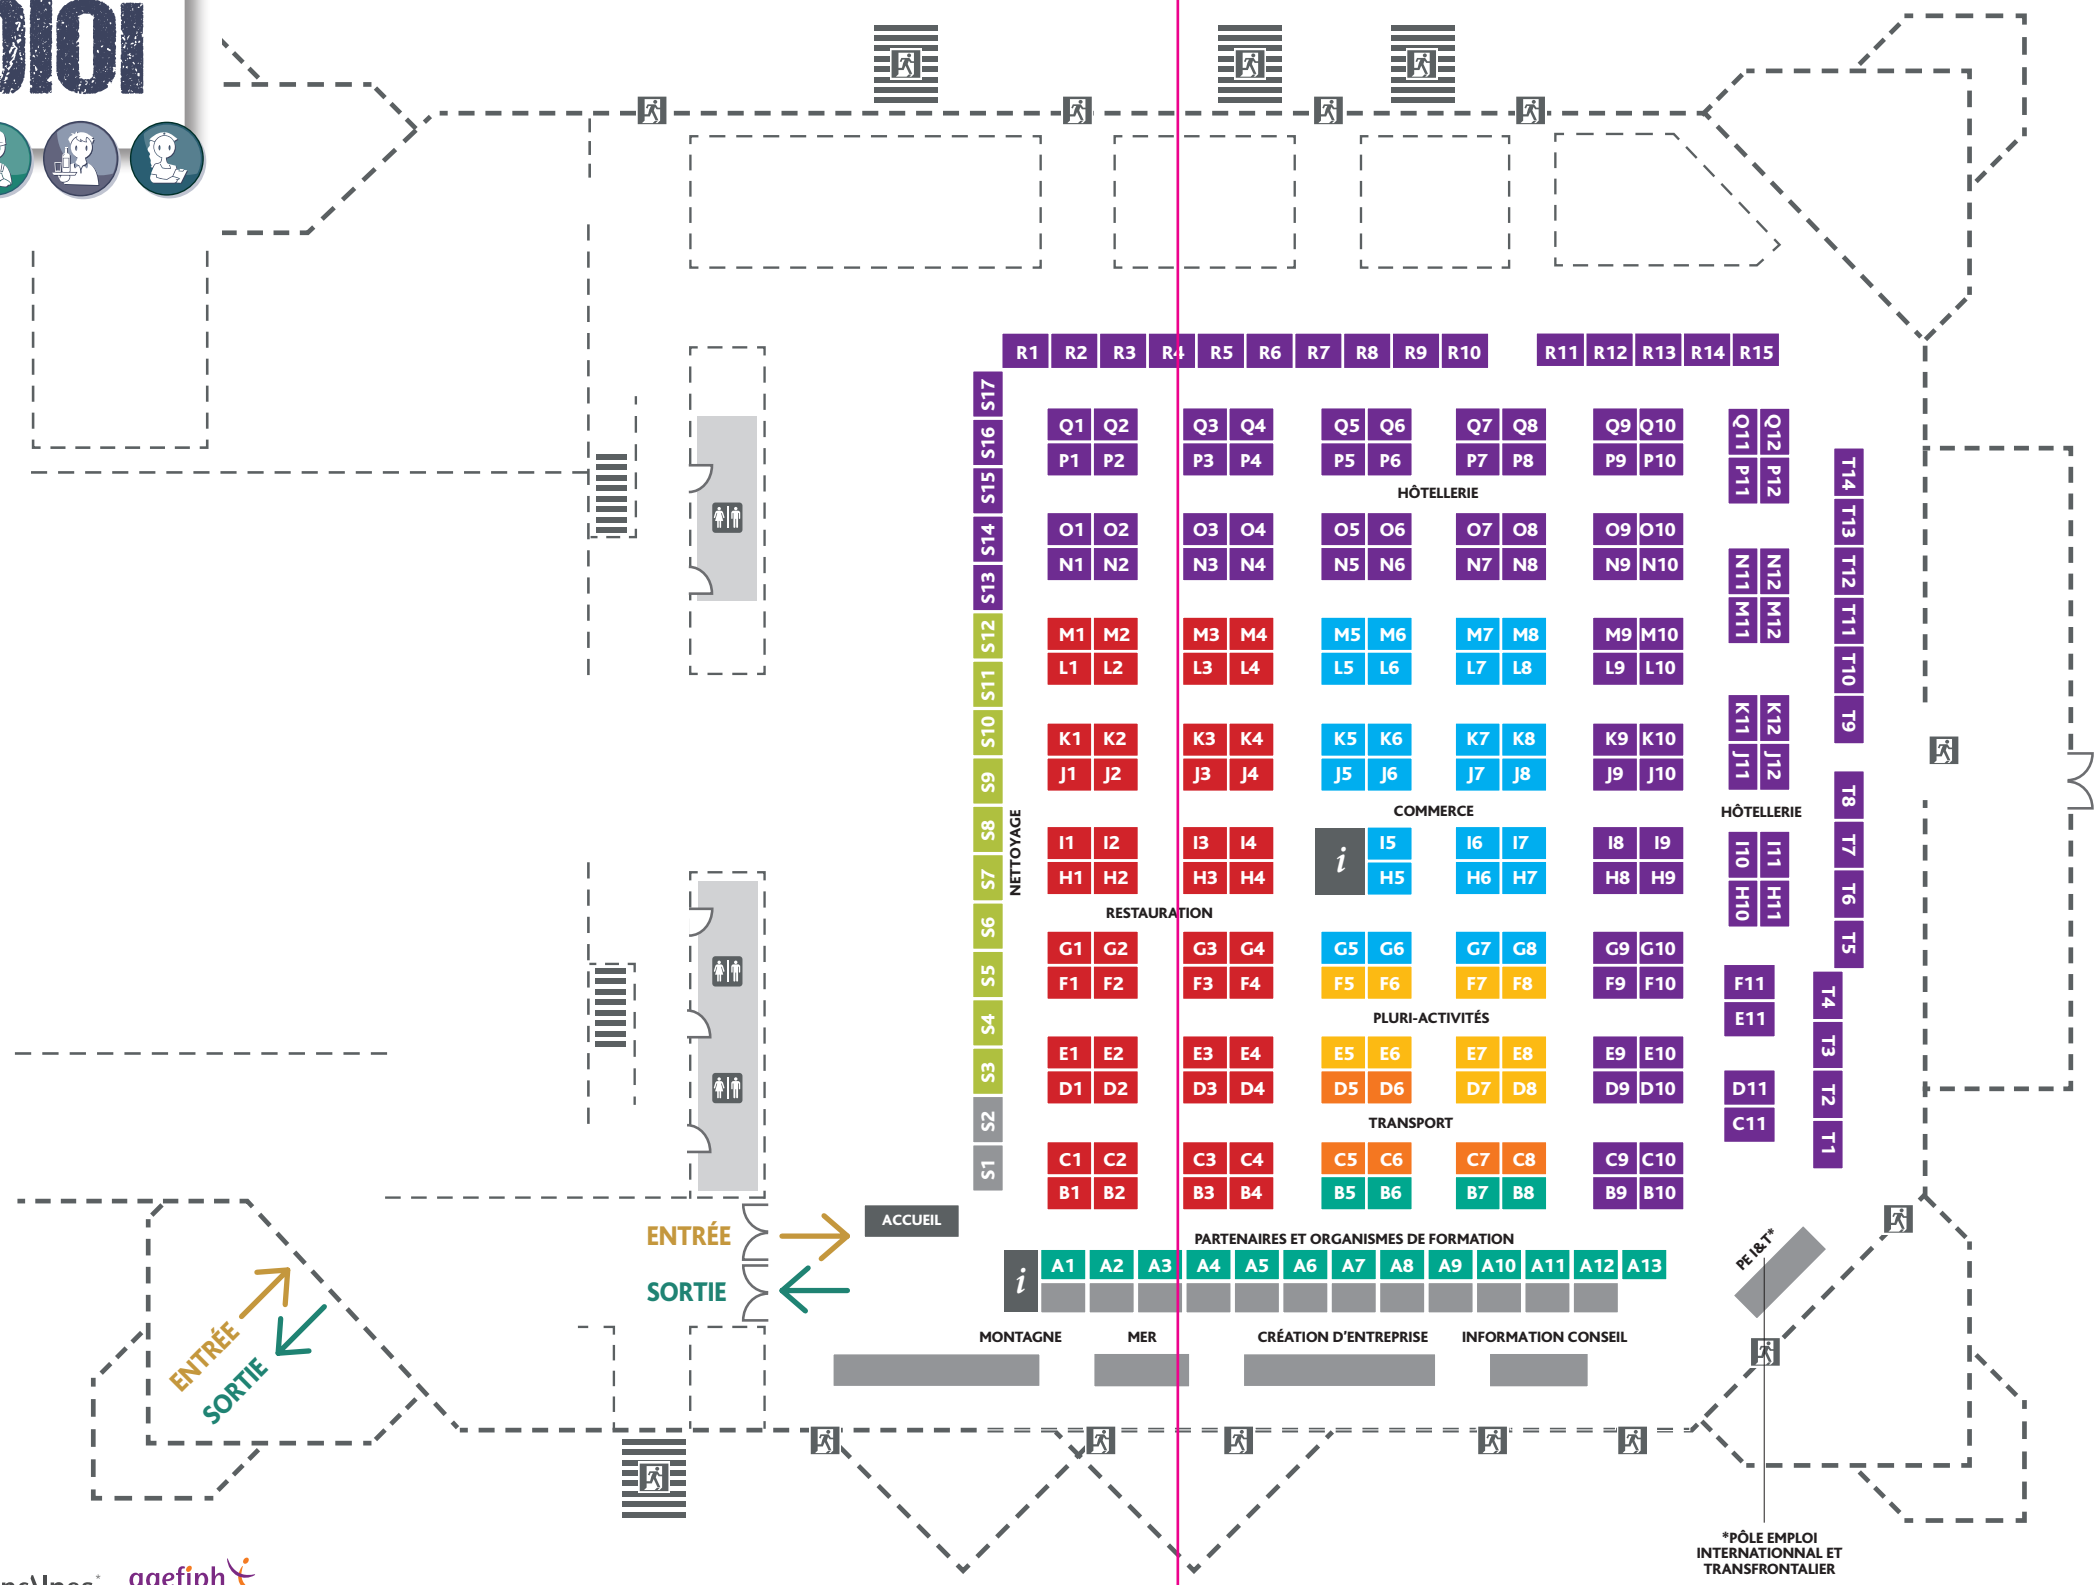 R1 R2 R3 R4 R5 R6 R7 R8 R9 R10 R11 R12 R13 R14 R15
S17
S16
S15
S14
S13
S12
S11
S10
S9
S8
S7
S6
S5
S4
S3
S2
S1
NETTOYAGE
Q1 Q2 Q3 Q4 Q5 Q6 Q7 Q8 Q9 Q10 Q11 Q12
P1 P2 P3 P4 P5 P6 P7 P8 P9 P10 P11 P12
HÔTELLERIE
O1 O2 O3 O4 O5 O6 O7 O8 O9 O10
N1 N2 N3 N4 N5 N6 N7 N8 N9 N10 N11 N12
M1 M2 M3 M4 M5 M6 M7 M8 M9 M10 M11 M12
L1 L2 L3 L4 L5 L6 L7 L8 L9 L10
K1 K2 K3 K4 K5 K6 K7 K8 K9 K10 K11 K12
J1 J2 J3 J4 J5 J6 J7 J8 J9 J10 J11 J12
COMMERCE
HÔTELLERIE
I1 I2 I3 I4 i I5 I6 I7 I8 I9 I10 I11
H1 H2 H3 H4 H5 H6 H7 H8 H9 H10 H11
RESTAURATION
G1 G2 G3 G4 G5 G6 G7 G8 G9 G10
F1 F2 F3 F4 F5 F6 F7 F8 F9 F10 F11
PLURI-ACTIVITÉS
E11
E1 E2 E3 E4 E5 E6 E7 E8 E9 E10
D1 D2 D3 D4 D5 D6 D7 D8 D9 D10 D11
TRANSPORT
C11
C1 C2 C3 C4 C5 C6 C7 C8 C9 C10
B1 B2 B3 B4 B5 B6 B7 B8 B9 B10
T14
T13
T12
T11
T10
T9
T8
T7
T6
T5
T4
T3
T2
T1
ENTRÉE
ACCUEIL
SORTIE
PARTENAIRES ET ORGANISMES DE FORMATION
i A1 A2 A3 A4 A5 A6 A7 A8 A9 A10 A11 A12 A13
PE I&T*
MONTAGNE MER CRÉATION D'ENTREPRISE INFORMATION CONSEIL
ENTRÉE
SORTIE
*PÔLE EMPLOI
INTERNATIONNAL ET
TRANSFRONTALIER
agefiph